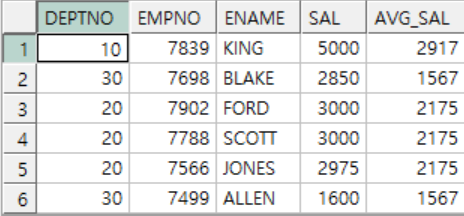 DEPTNO EMPNO ENAME SAL AVG_SAL
1 10 7839 KING 5000 2917
2 30 7698 BLAKE 2850 1567
3 20 7902 FORD 3000 2175
4 20 7788 SCOTT 3000 2175
5 20 7566 JONES 2975 2175
6 30 7499 ALLEN 1600 1567